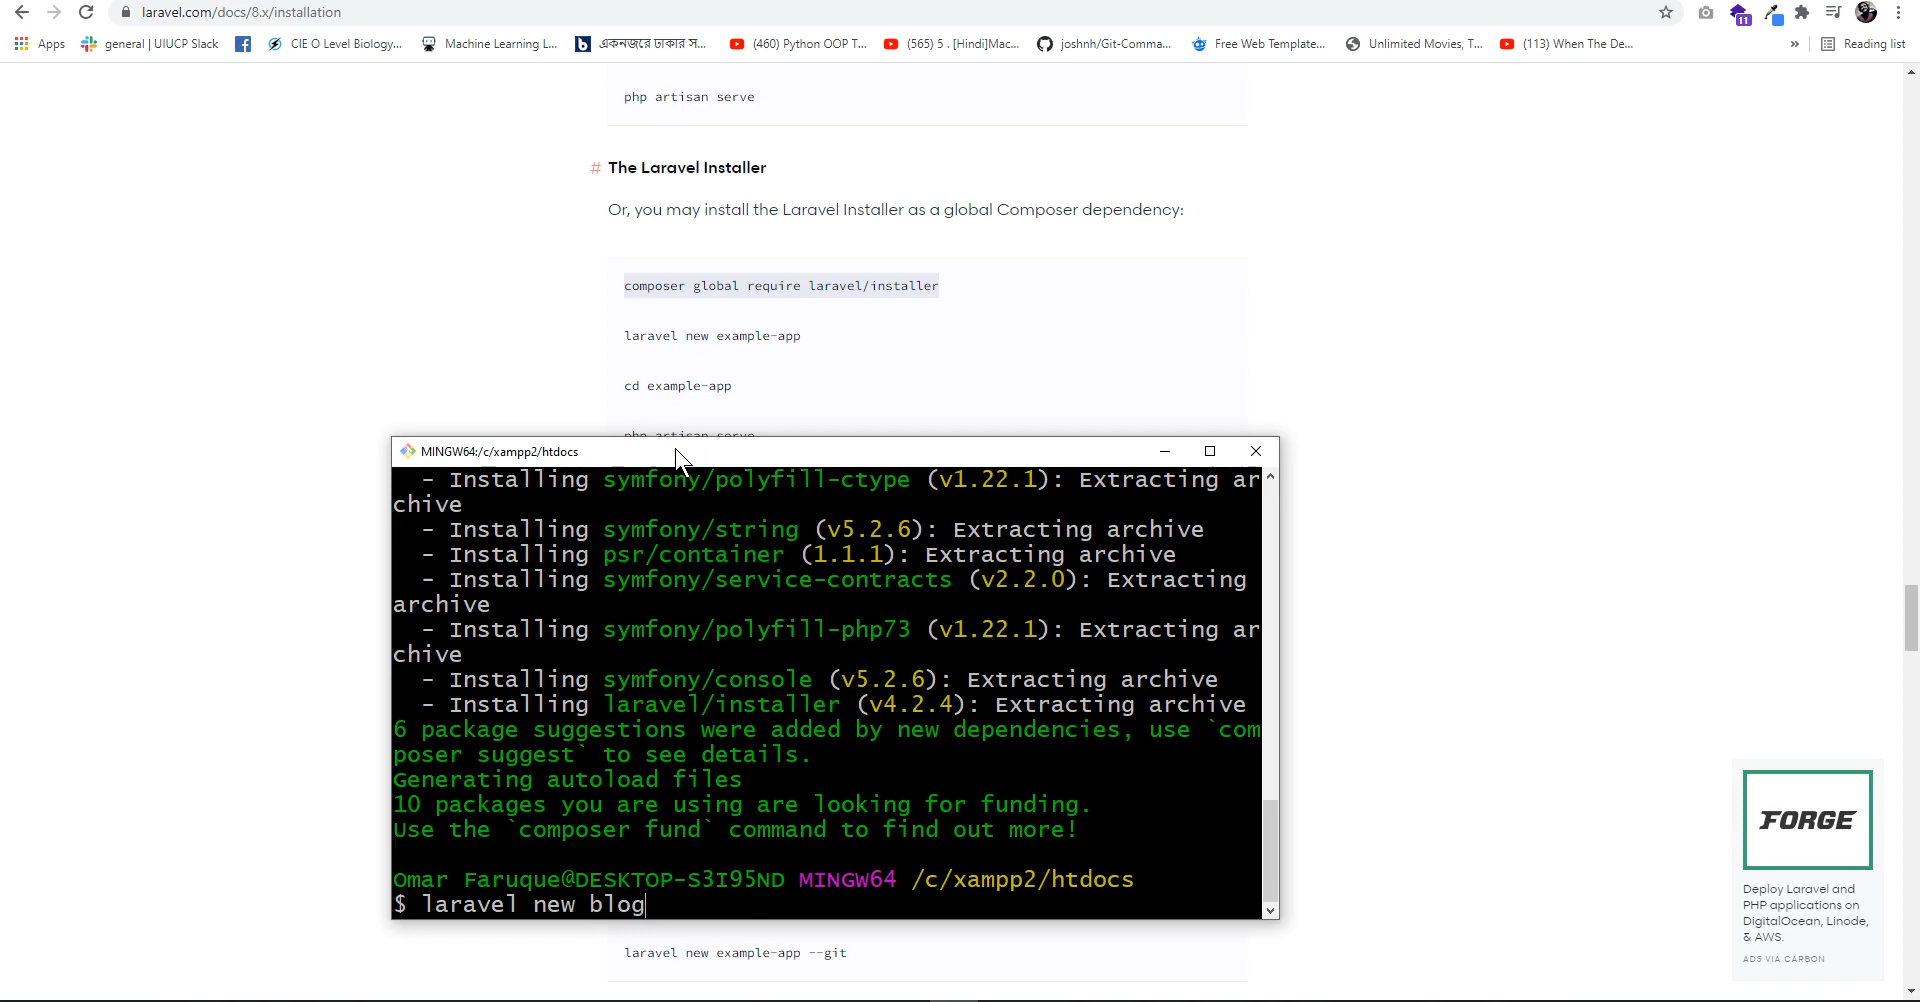 laravel.com/docs/8.x/installation
11
Apps
general | UIUCP Slack
CIE O Level Biology...
Machine Learning L...
একনজরে ঢাকার স...
(460) Python OOP T...
(565) 5 . [Hindi]Mac...
joshnh/Git-Comma...
Free Web Template...
Unlimited Movies, T...
(113) When The De...
»
Reading list
php artisan serve
# The Laravel Installer
Or, you may install the Laravel Installer as a global Composer dependency:
composer global require laravel/installer
laravel new example-app
cd example-app
php artisan serve
MINGW64:/c/xampp2/htdocs
- Installing symfony/polyfill-ctype (v1.22.1): Extracting ar
chive
- Installing symfony/string (v5.2.6): Extracting archive
- Installing psr/container (1.1.1): Extracting archive
- Installing symfony/service-contracts (v2.2.0): Extracting
archive
- Installing symfony/polyfill-php73 (v1.22.1): Extracting ar
chive
- Installing symfony/console (v5.2.6): Extracting archive
- Installing laravel/installer (v4.2.4): Extracting archive
6 package suggestions were added by new dependencies, use `com
poser suggest` to see details.
Generating autoload files
10 packages you are using are looking for funding.
Use the `composer fund` command to find out more!
Omar Faruque@DESKTOP-S3I95ND MINGW64 /c/xampp2/htdocs
$ laravel new blog
laravel new example-app --git
FORGE
Deploy Laravel and
PHP applications on
DigitalOcean, Linode,
& AWS.
ADS VIA CARBON